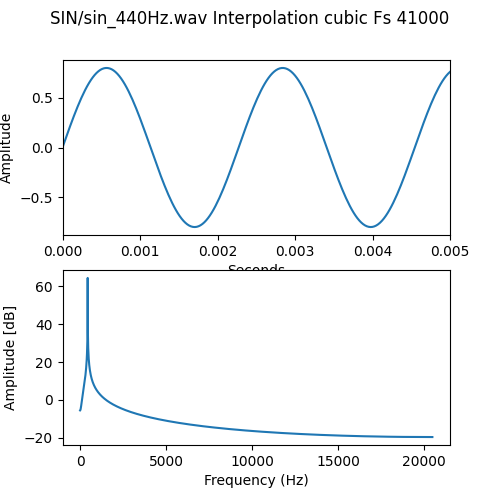 SIN/sin_440Hz.wav Interpolation cubic Fs 41000
Amplitude
0.5
0.0
−0.5
0.000 0.001 0.002 0.003 0.004 0.005
Seconds
Amplitude [dB]
60
40
20
0
−20
0 5000 10000 15000 20000
Frequency (Hz)